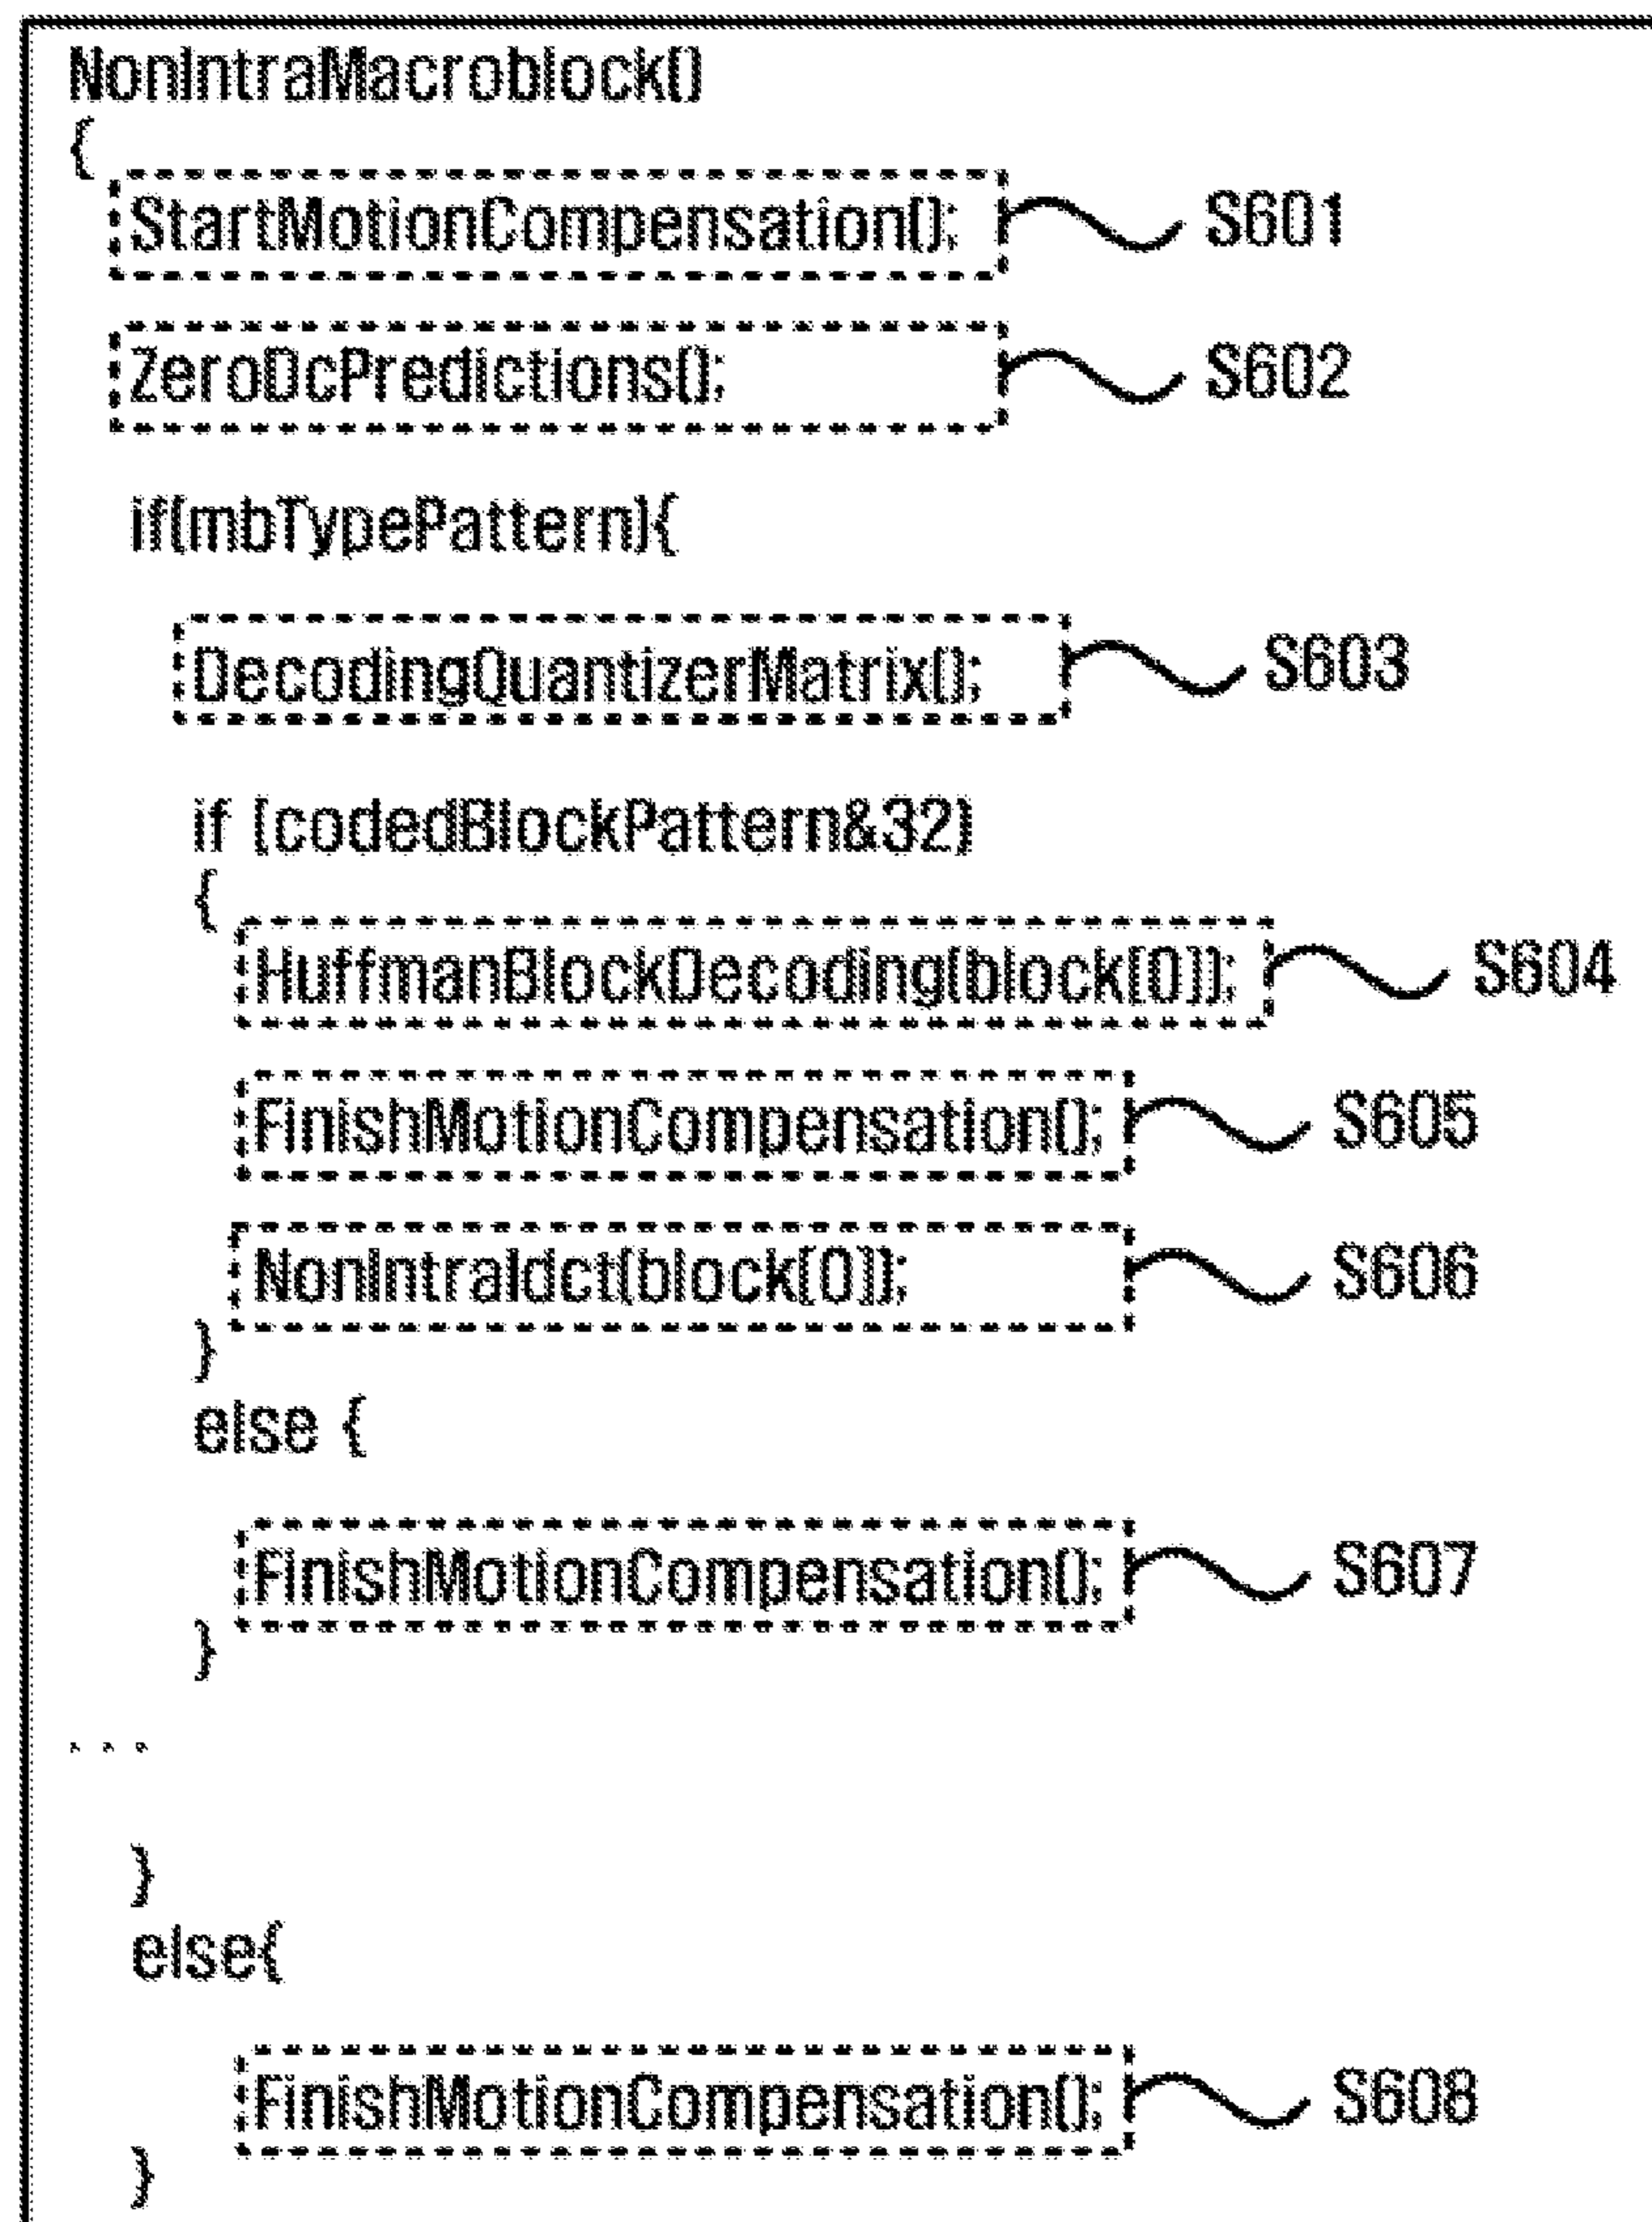 NonIntraMacroblock()
{
StartMotionCompensation(); S601
ZeroDcPredictions(); S602
if(mbTypePattern){
DecodingQuantizerMatrix(); S603
if (codedBlockPattern&32)
{
HuffmanBlockDecoding(block[0]); S604
FinishMotionCompensation(); S605
NonIntraIdct(block[0]); S606
}
else {
FinishMotionCompensation(); S607
}
, , ,
}
else{
FinishMotionCompensation(); S608
}